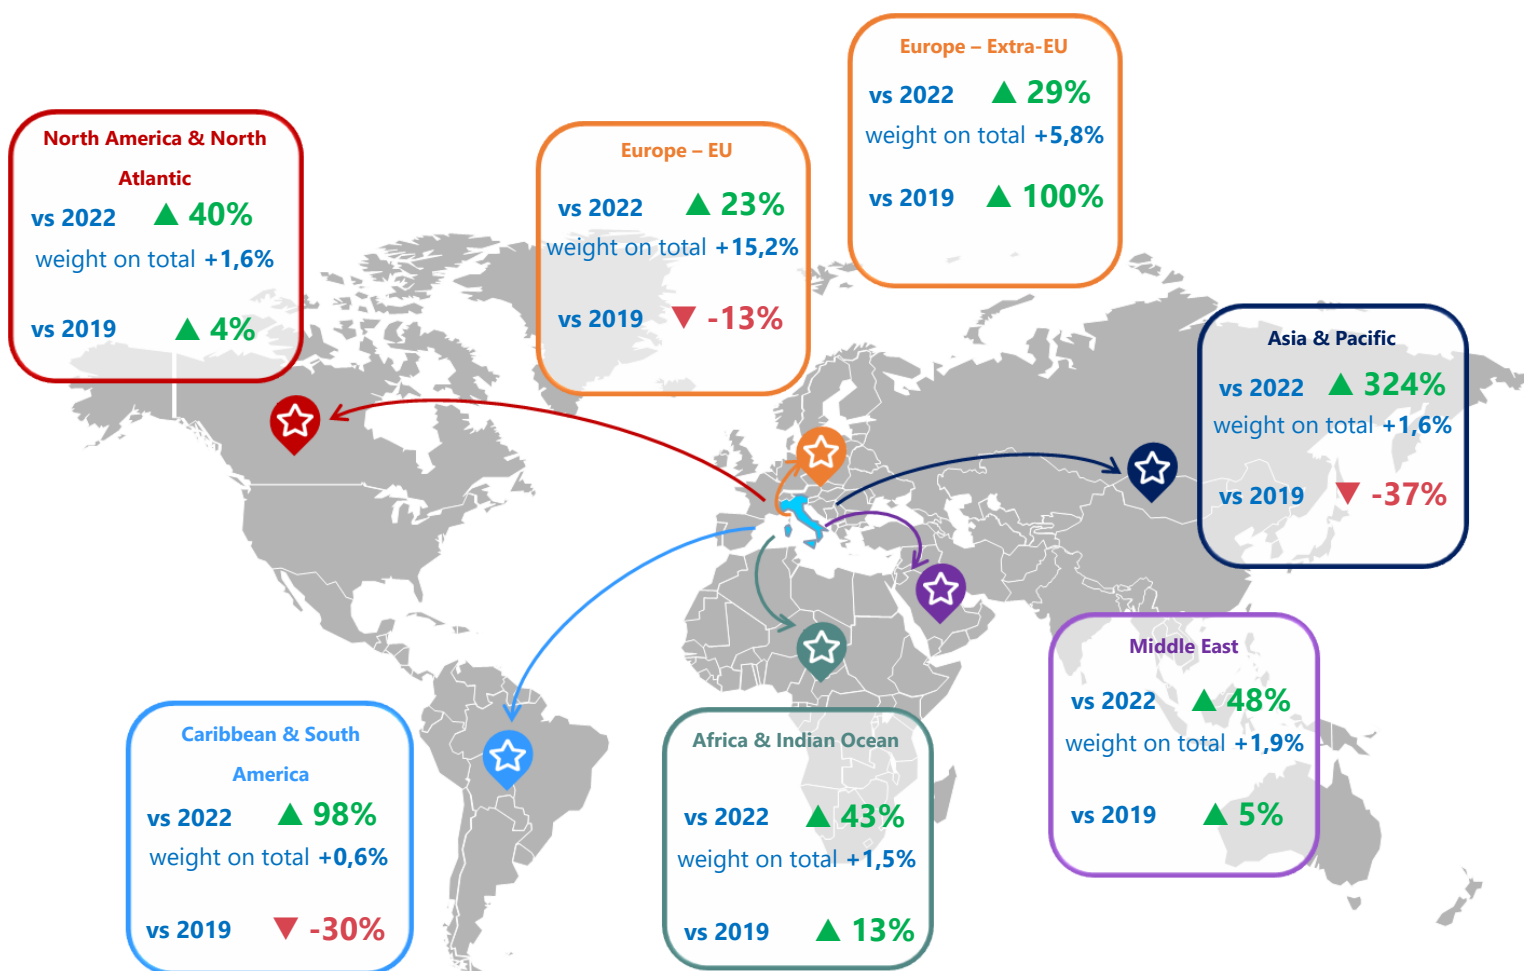 Europe – Extra-EU
vs 2022 ▲ 29%
weight on total +5,8%
vs 2019 ▲ 100%
North America & North
Atlantic
vs 2022 ▲ 40%
weight on total +1,6%
vs 2019 ▲ 4%
Europe – EU
vs 2022 ▲ 23%
weight on total +15,2%
vs 2019 ▼ -13%
Asia & Pacific
vs 2022 ▲ 324%
weight on total +1,6%
vs 2019 ▼ -37%
Middle East
vs 2022 ▲ 48%
weight on total +1,9%
vs 2019 ▲ 5%
Caribbean & South
America
vs 2022 ▲ 98%
weight on total +0,6%
vs 2019 ▼ -30%
Africa & Indian Ocean
vs 2022 ▲ 43%
weight on total +1,5%
vs 2019 ▲ 13%